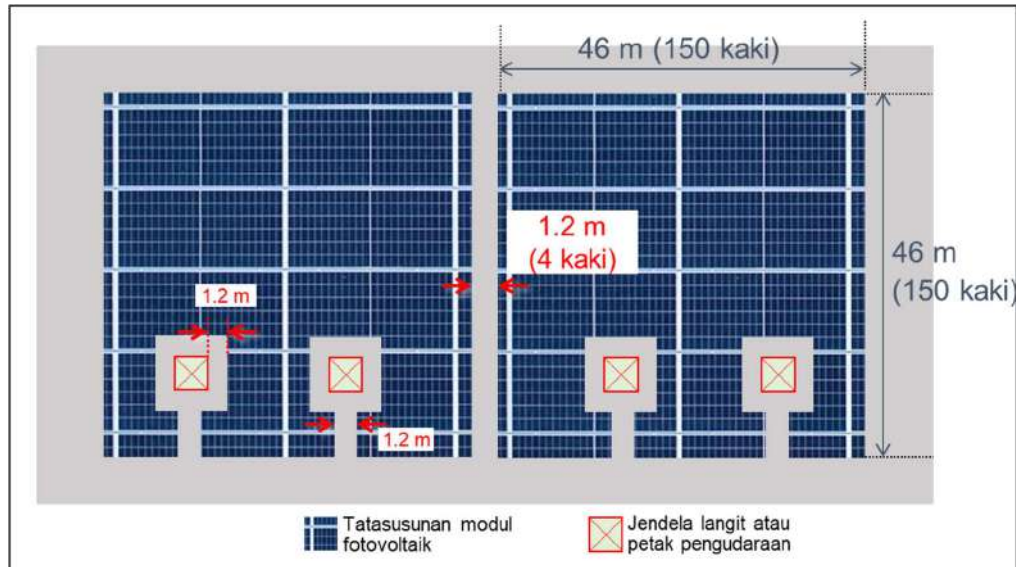 46 m (150 kaki)
1.2 m
(4 kaki)
46 m
(150 kaki)
1.2 m
1.2 m
Tatasusunan modul
fotovoltaik
Jendela langit atau
petak pengudaraan